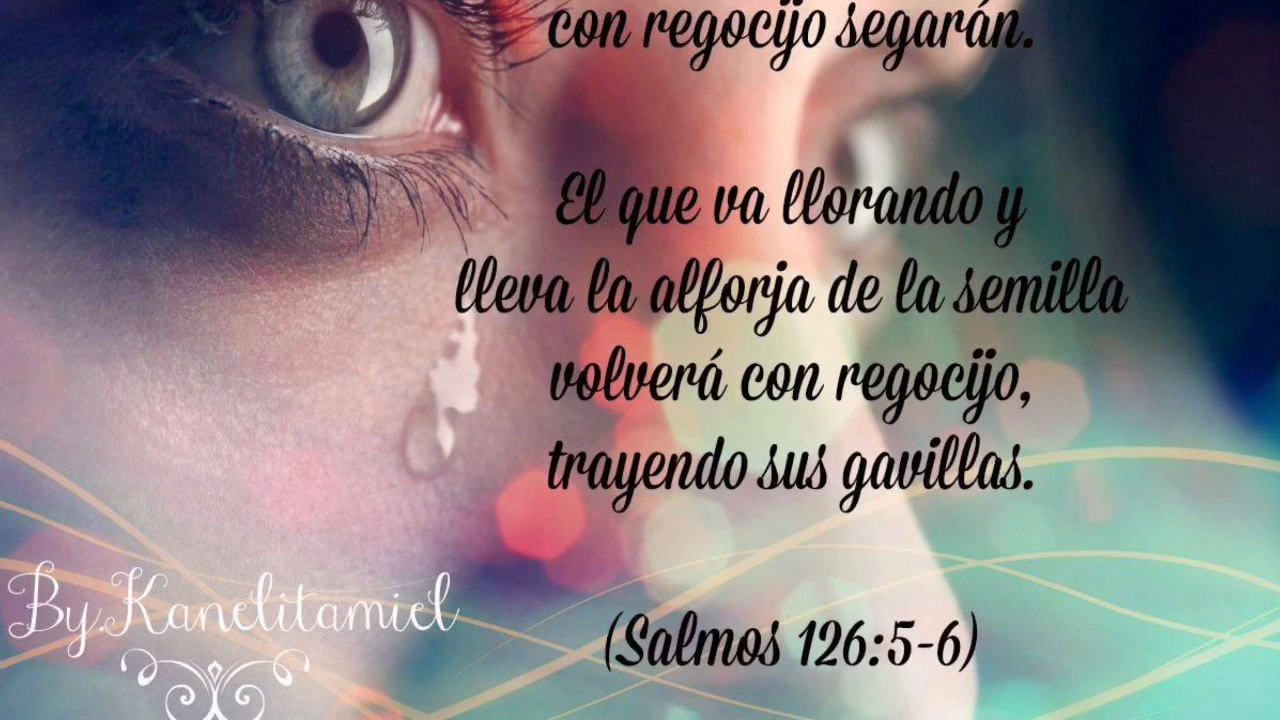 con regocijo segarán.
El que va llorando y
lleva la alforja de la semilla
volverá con regocijo,
trayendo sus gavillas.
(Salmos 126:5-6)
By.Kanelitamiel